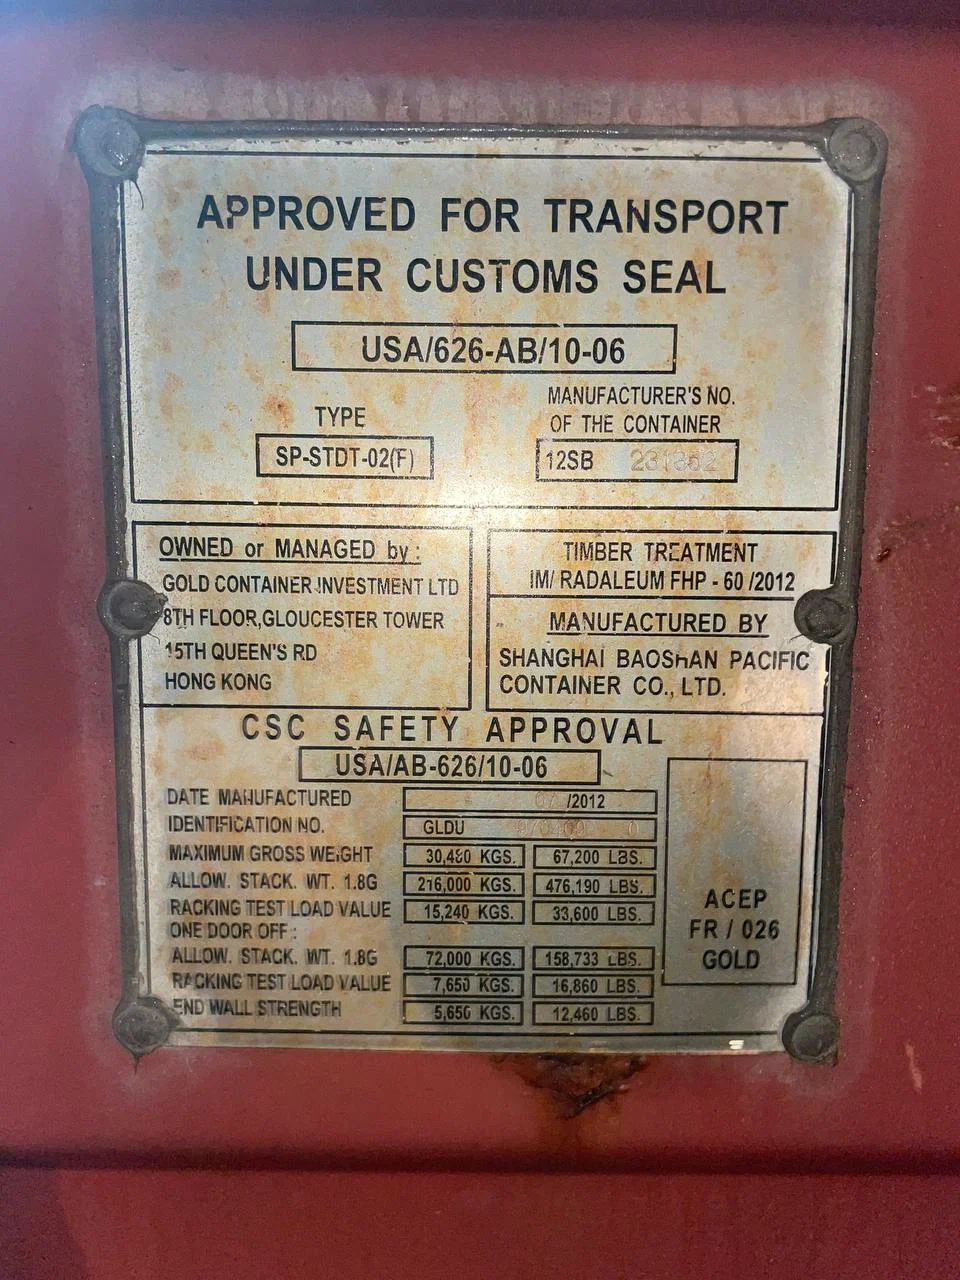 APPROVED FOR TRANSPORT
UNDER CUSTOMS SEAL
USA/626-AB/10-06
TYPE
SP-STDT-02(F)
MANUFACTURER'S NO.
OF THE CONTAINER
12SB
OWNED or MANAGED by :
GOLD CONTAINER INVESTMENT LTD
8TH FLOOR,GLOUCESTER TOWER
15TH QUEEN'S RD
HONG KONG
TIMBER TREATMENT
IM/ RADALEUM FHP - 60 /2012
MANUFACTURED BY
SHANGHAI BAOSHAN PACIFIC
CONTAINER CO., LTD.
CSC SAFETY APPROVAL
USA/AB-626/10-06
DATE MANUFACTURED /2012
IDENTIFICATION NO. GLDU
MAXIMUM GROSS WEIGHT 30,480 KGS. 67,200 LBS.
ALLOW. STACK. WT. 1.8G 216,000 KGS. 476,190 LBS.
RACKING TEST LOAD VALUE 15,240 KGS. 33,600 LBS.
ONE DOOR OFF :
ALLOW. STACK. WT. 1.8G 72,000 KGS. 158,733 LBS.
RACKING TEST LOAD VALUE 7,650 KGS. 16,860 LBS.
END WALL STRENGTH 5,650 KGS. 12,460 LBS.
ACEP
FR / 026
GOLD